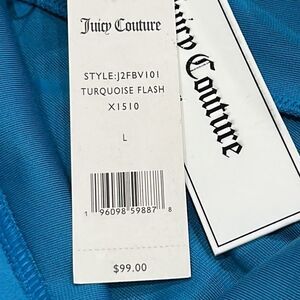 Juicy Couture
STYLE:J2FBV101
TURQUOISE FLASH
X1510
L
1 96098 59887 8
$99.00
Juicy Couture